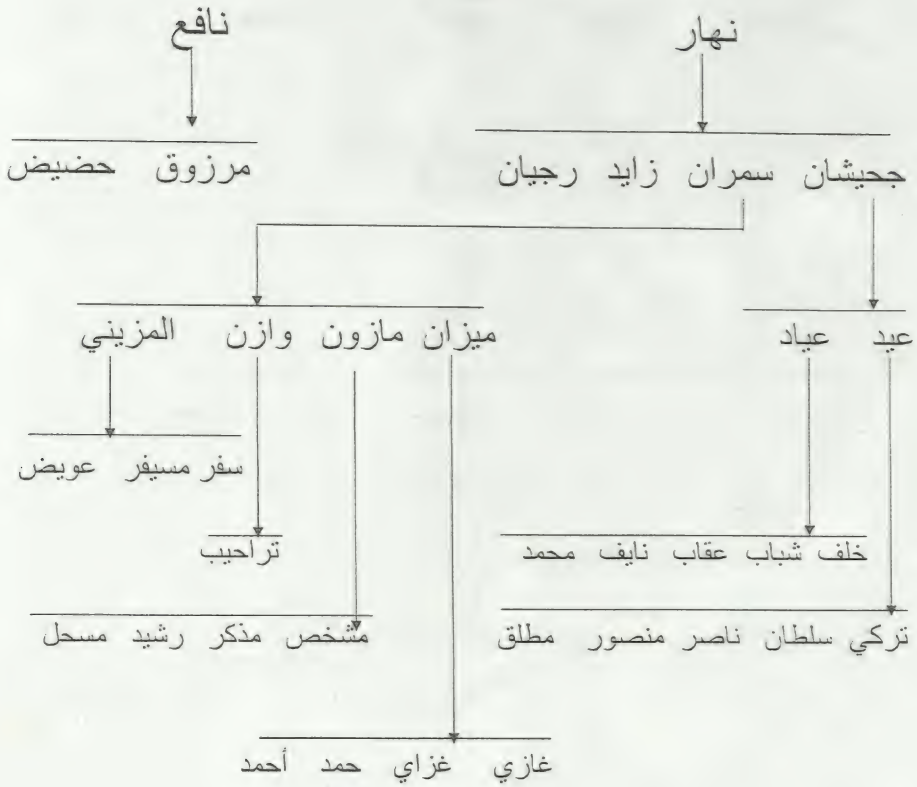 نهار نافع
مرزوق حضيض
جحيشان سمران زايد رجيان
ميزان مازون وازن المزيني
عيد عياد
سفر مسيفر عويض
خلف شباب عقاب نايف محمد
تراحيب
تركي سلطان ناصر منصور مطلق
مشخص مذكر رشيد مسحل
غازي غزاي حمد أحمد